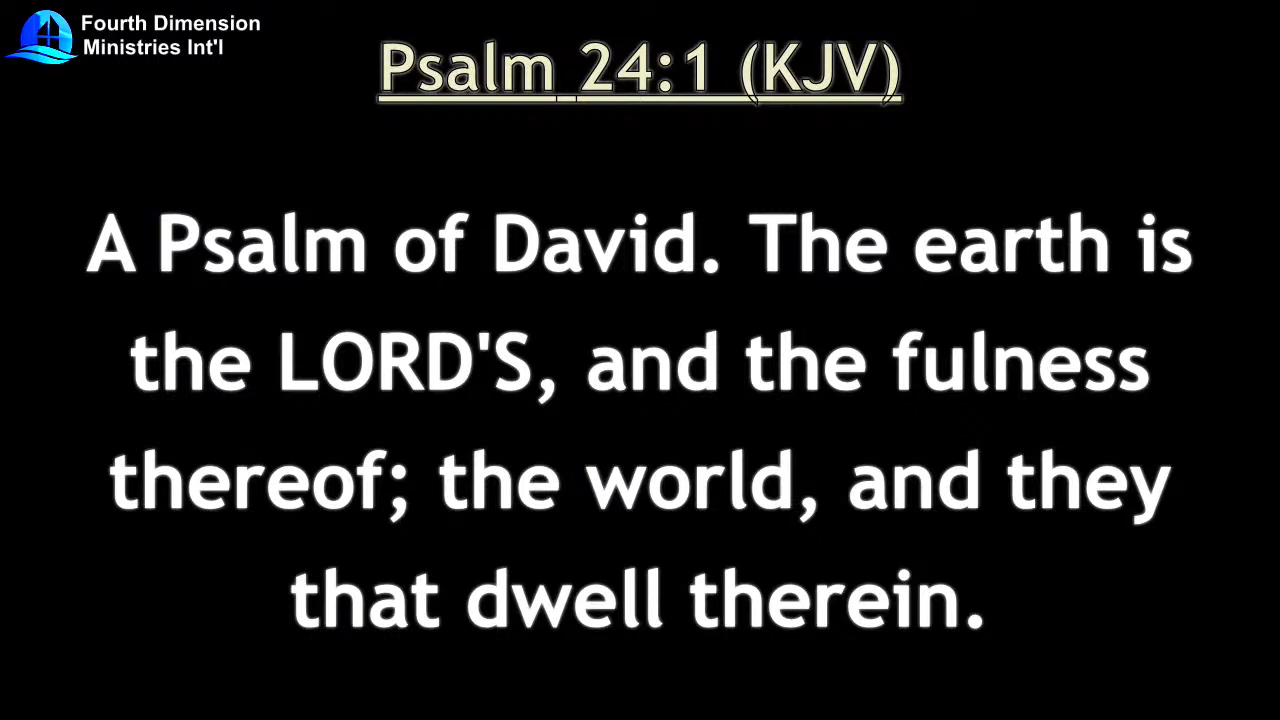 Fourth Dimension
Ministries Int'l
Psalm 24:1 (KJV)
A Psalm of David. The earth is
the LORD'S, and the fulness
thereof; the world, and they
that dwell therein.